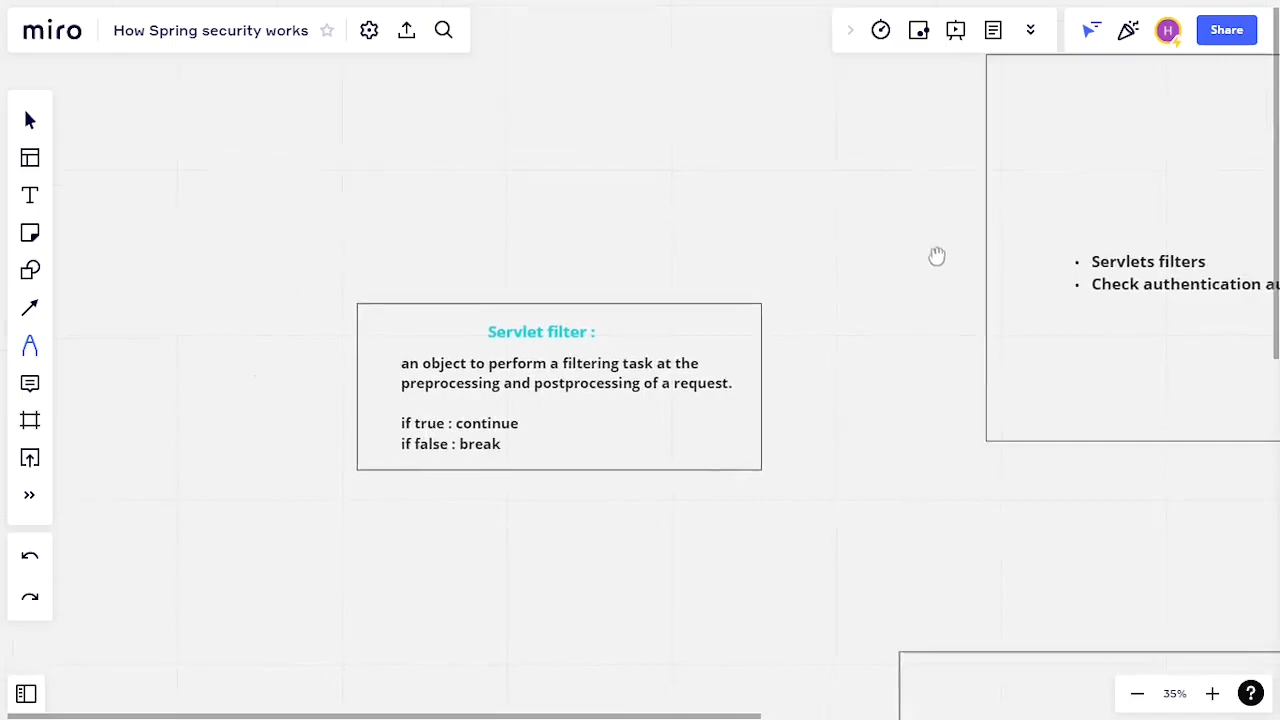 miro
How Spring security works
H
Share
Servlets filters
Check authentication
Servlet filter :
an object to perform a filtering task at the
preprocessing and postprocessing of a request.
if true : continue
if false : break
35%